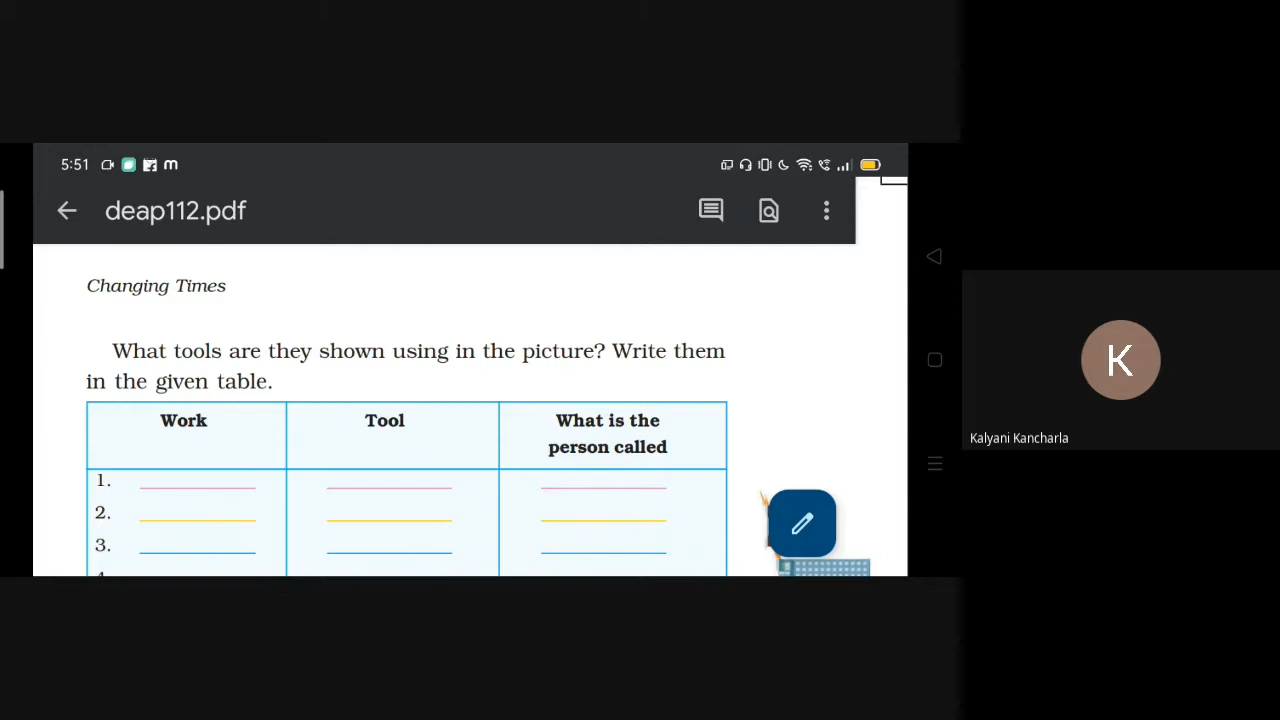 5:51
deap112.pdf
Changing Times
What tools are they shown using in the picture? Write them
in the given table.
Work Tool What is the
person called
1.
2.
3.
K
Kalyani Kancharla